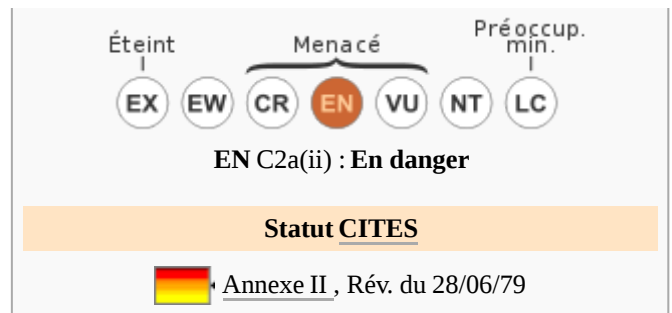 Éteint Menacé Préoccup.
min.
EX EW CR EN VU NT LC
EN C2a(ii) : En danger
Statut CITES
Annexe II , Rév. du 28/06/79